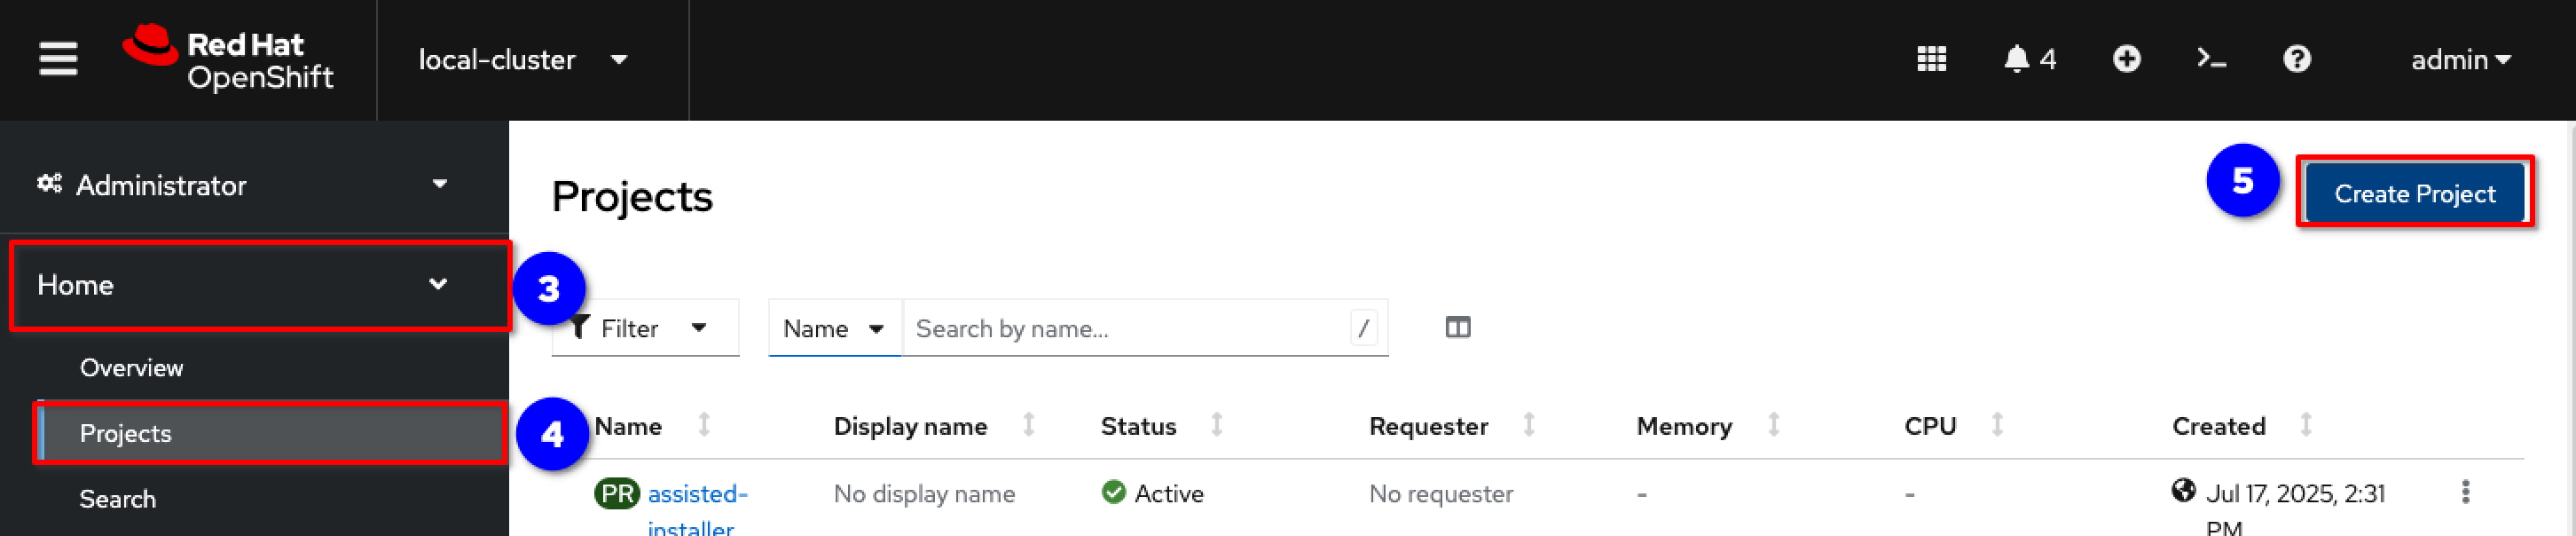 Red Hat
OpenShift
local-cluster
4
admin
Administrator
Home
3
Overview
Projects
4
Search
Projects
5
Create Project
Filter
Name
Search by name...
/
Name
Display name
Status
Requester
Memory
CPU
Created
PR assisted-
installer
No display name
Active
No requester
-
-
Jul 17, 2025, 2:31
PM